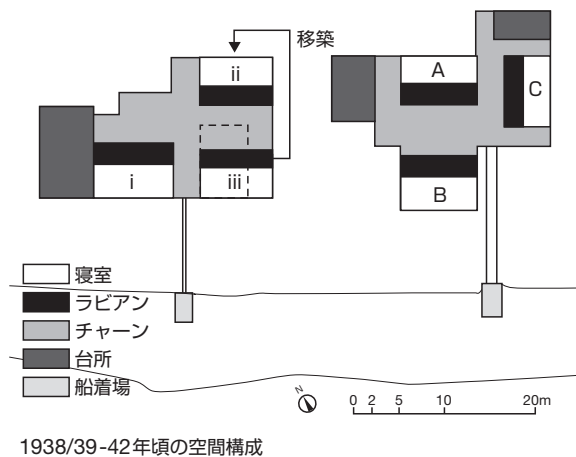 移築
ii
i
iii
A
C
B
寝室
ラビアン
チャーン
台所
船着場
N
0 2 5 10 20m
1938/39-42年頃の空間構成